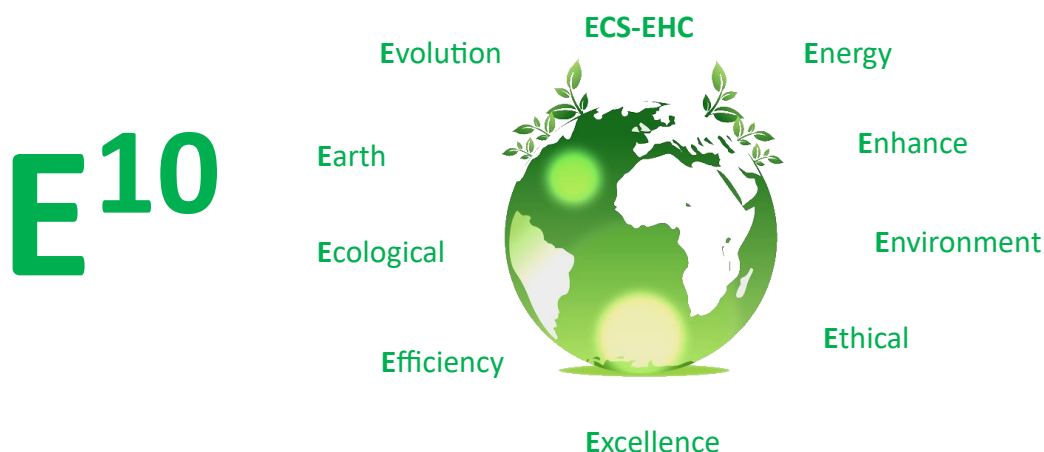 ECS-EHC
Evolution
Energy
E10
Earth
Enhance
Ecological
Environment
Efficiency
Ethical
Excellence